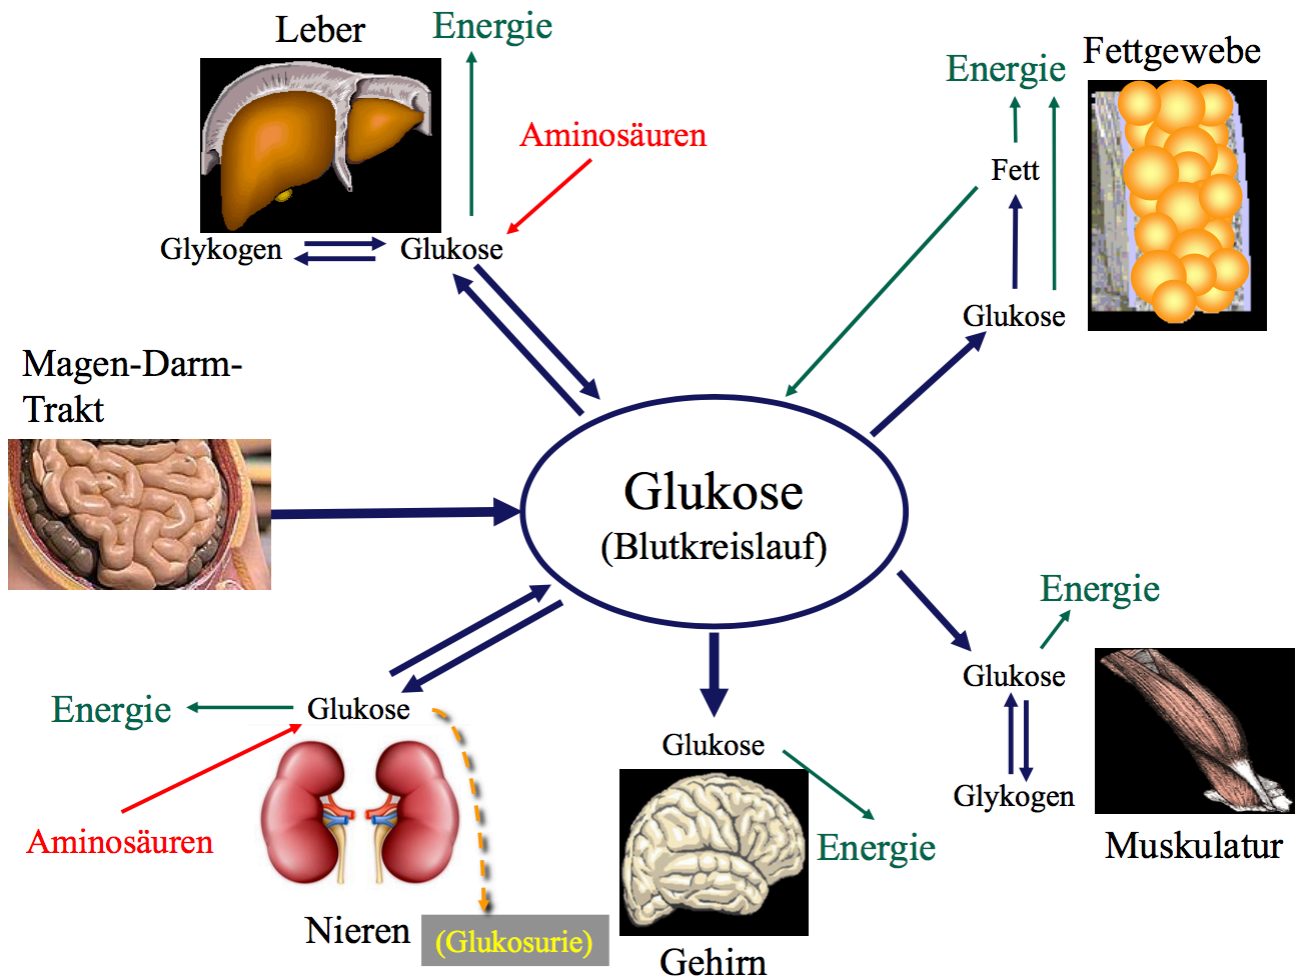 Leber
Energie
Aminosäuren
Glykogen
Glukose
Energie
Fettgewebe
Fett
Glukose
Magen-Darm-
Trakt
Glukose
(Blutkreislauf)
Energie
Glukose
Glykogen
Muskulatur
Energie
Glukose
Aminosäuren
Nieren
(Glukosurie)
Glukose
Energie
Gehirn